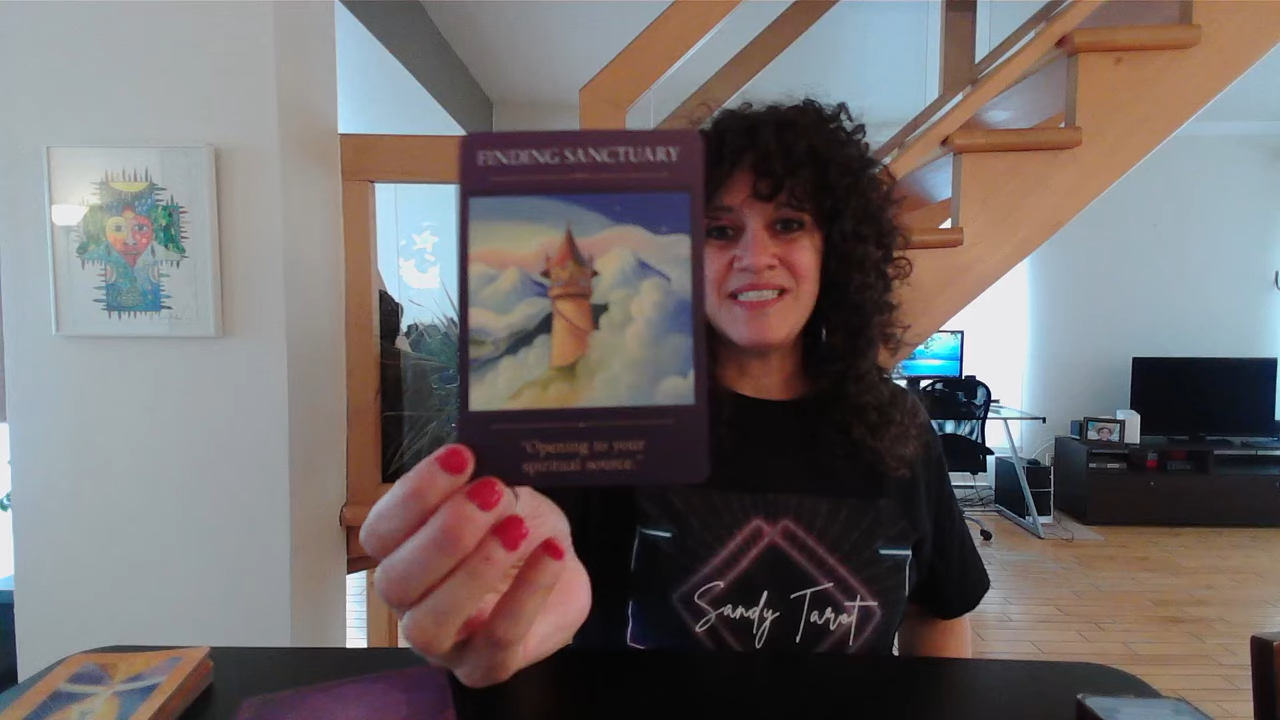 FINDING SANCTUARY
"Opening to your
spiritual source."
Sandy Tarot